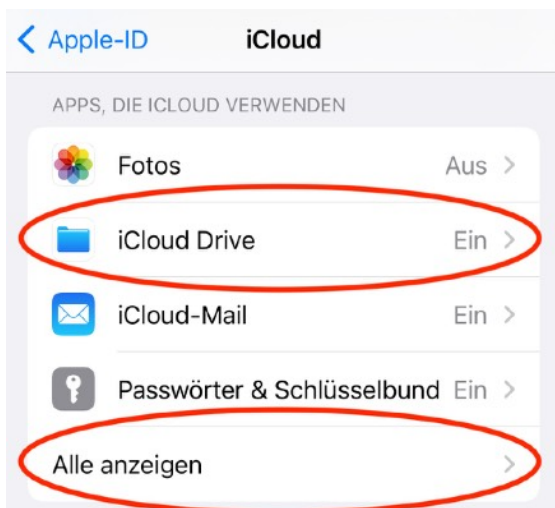 Apple-ID iCloud
APPS, DIE ICLOUD VERWENDEN
Fotos Aus
iCloud Drive Ein
iCloud-Mail Ein
Passwörter & Schlüsselbund Ein
Alle anzeigen